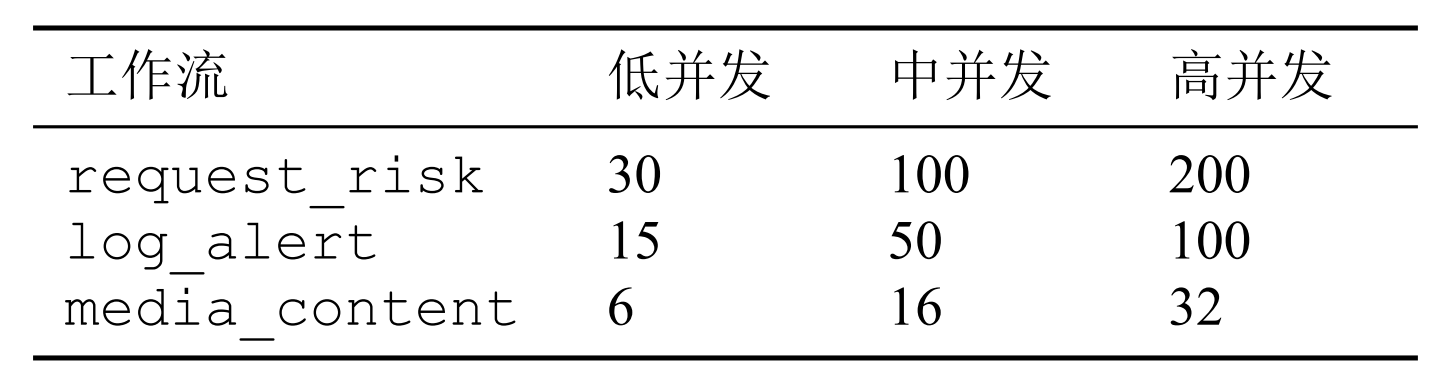 工作流 低并发 中并发 高并发
request_risk 30 100 200
log_alert 15 50 100
media_content 6 16 32